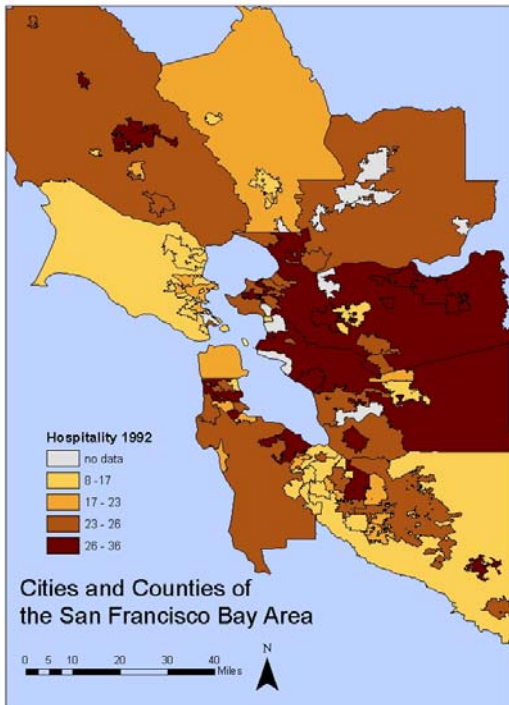 Hospitality 1992
no data
8 - 17
17 - 23
23 - 26
26 - 36
Cities and Counties of
the San Francisco Bay Area
N
0 5 10 20 30 40
Miles